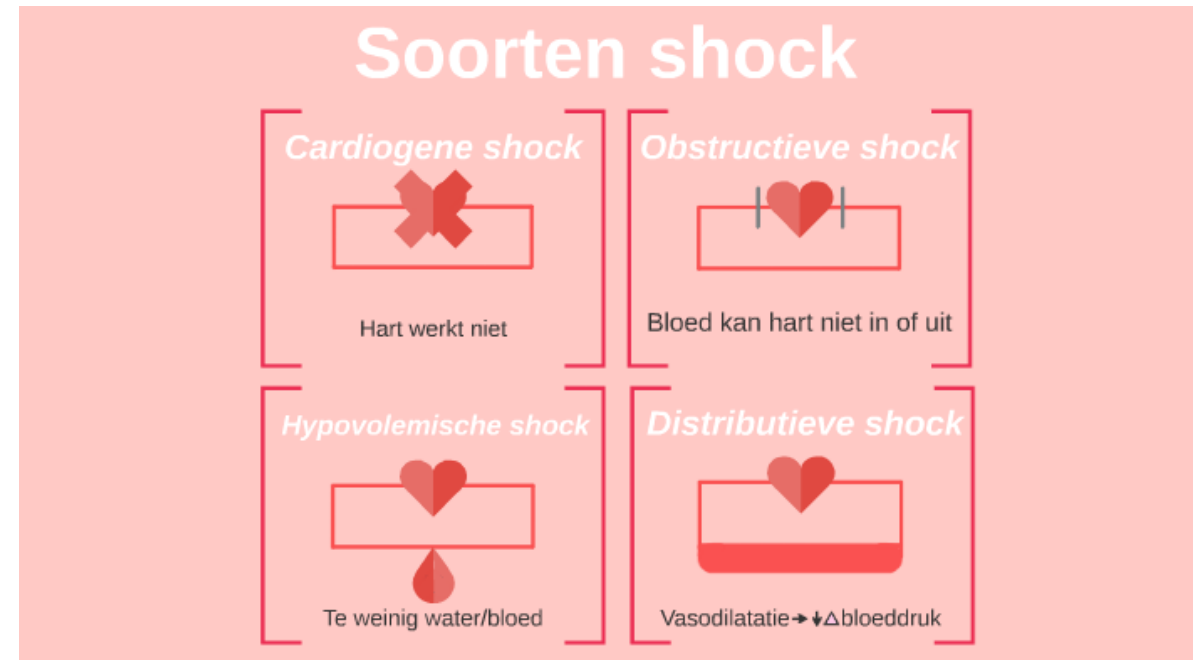 Soorten shock
Cardiogene shock
Hart werkt niet
Obstructieve shock
Bloed kan hart niet in of uit
Hypovolemische shock
Te weinig water/bloed
Distributieve shock
Vasodilatatie→↓△bloeddruk